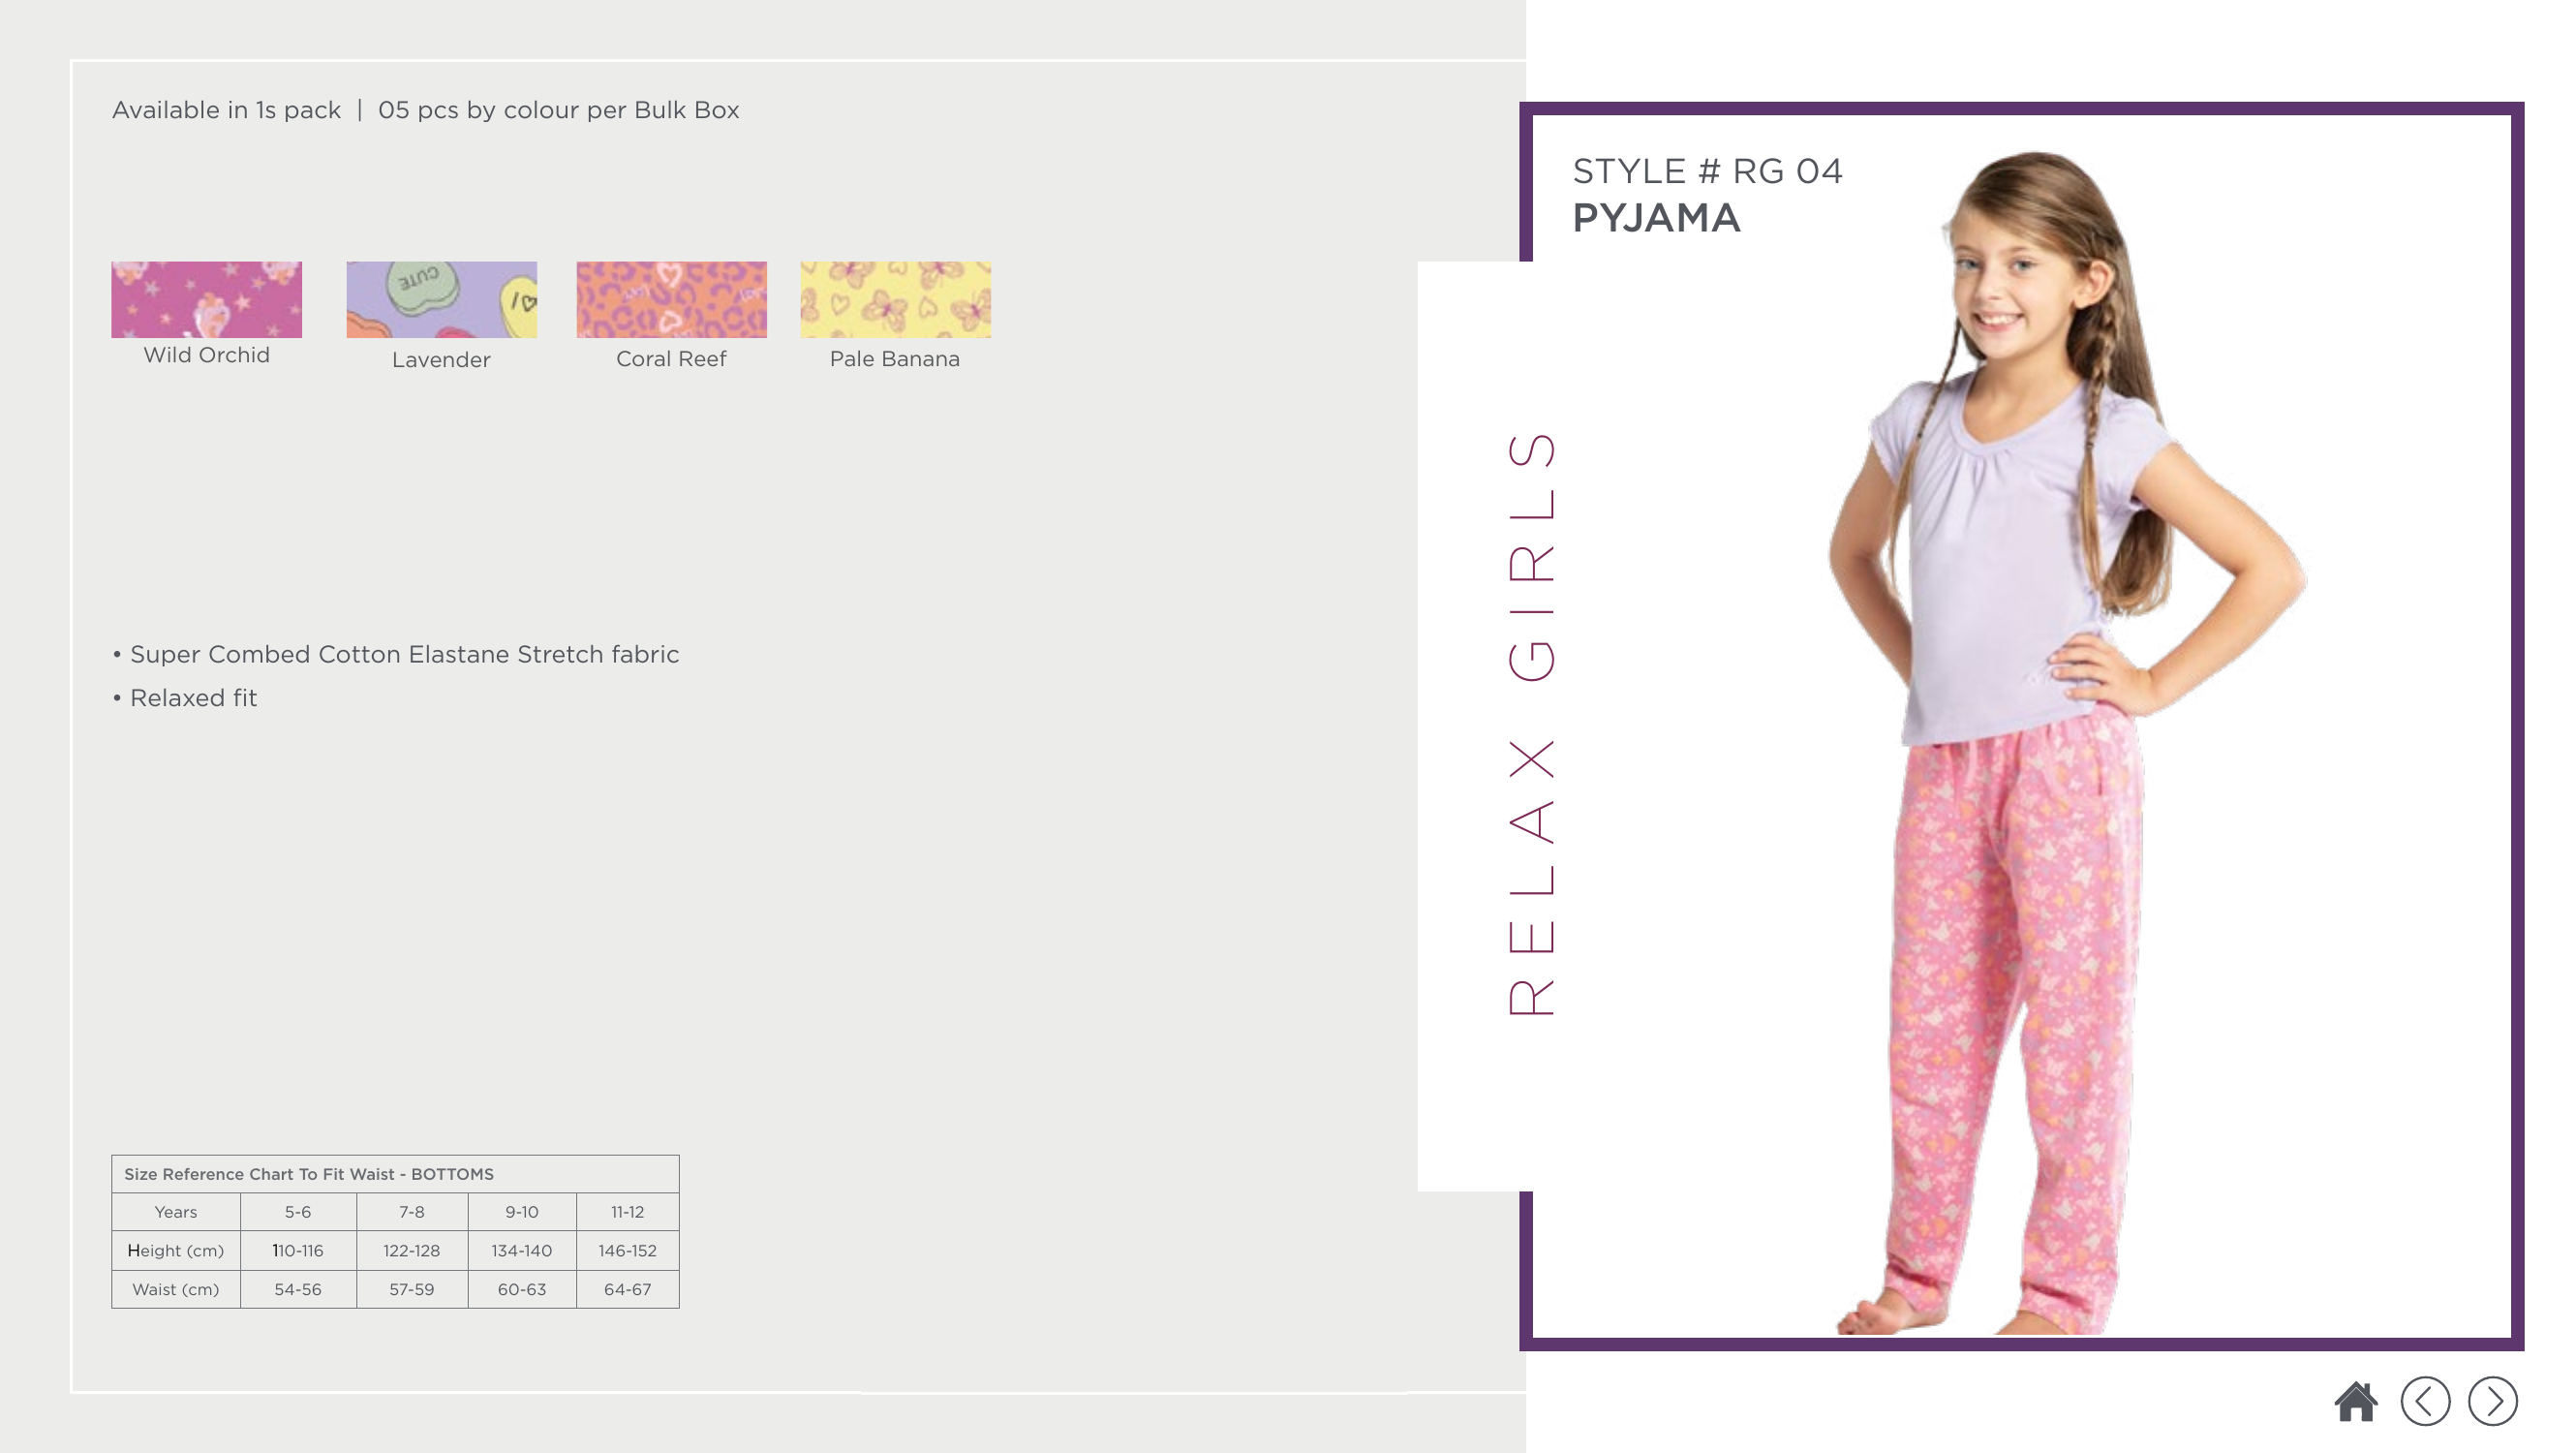 Available in 1s pack | 05 pcs by colour per Bulk Box
CUTE
I
Wild Orchid
Lavender
Coral Reef
Pale Banana
• Super Combed Cotton Elastane Stretch fabric
• Relaxed fit
Size Reference Chart To Fit Waist - BOTTOMS
Years 5-6 7-8 9-10 11-12
Height (cm) 110-116 122-128 134-140 146-152
Waist (cm) 54-56 57-59 60-63 64-67
RELAX GIRLS
STYLE # RG 04
PYJAMA